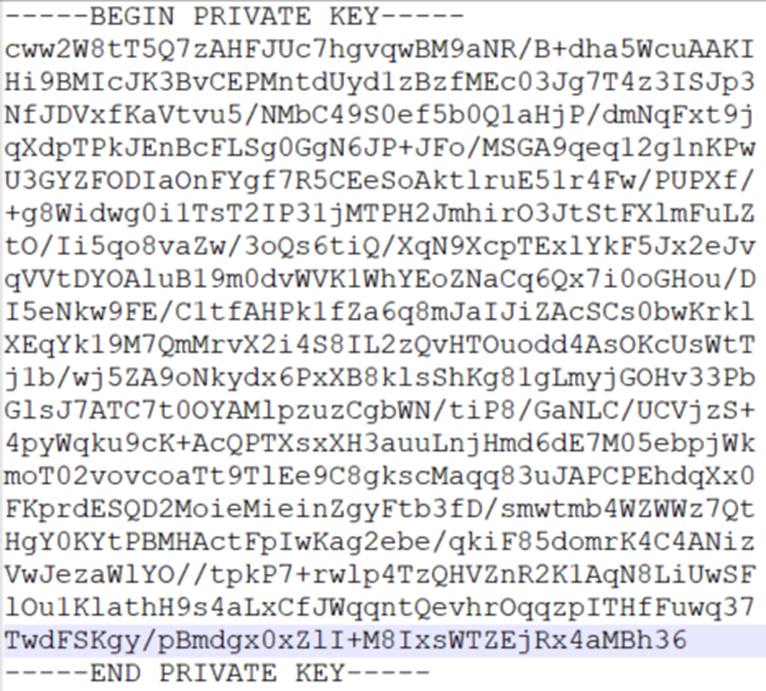 -----BEGIN PRIVATE KEY-----
cww2W8tT5Q7zAHFJUc7hgvqwBM9aNR/B+dha5WcuAAKI
Hi9BMIcJK3BvCEPMntdUyd1zBzfMEc03Jg7T4z3ISJp3
NfJDVxfKaVtvu5/NMbC49S0ef5b0Q1aHjP/dmNqFxt9j
qXdpTPkJEnBcFLSg0GgN6JP+JFo/MSGA9qeq12g1nKPw
U3GYZFODIaOnFYgf7R5CEeSoAktlruE51r4Fw/PUPXf/
+g8Widwg0i1TsT2IP31jMTPH2JmhirO3JtStFXlmFuLZ
tO/Ii5qo8vaZw/3oQs6tiQ/XqN9XcpTExlYkF5Jx2eJv
qVVtDYOAluB19m0dvWVK1WhYEoZNaCq6Qx7i0oGHou/D
I5eNkw9FE/C1tfAHPk1fZa6q8mJaIJiZAcSCs0bwKrkl
XEqYk19M7QmMrvX2i4S8IL2zQvHTOuodd4AsOKcUsWtT
j1b/wj5ZA9oNkydx6PxXB8klsShKg81gLmyjGOHv33Pb
GlsJ7ATC7t0OYAMlpzuzCgbWN/tiP8/GaNLC/UCVjzS+
4pyWqku9cK+AcQPTXsxXH3auuLnjHmd6dE7M05ebpjWk
moT02vovcoaTt9TlEe9C8gkscMaqq83uJAPCPEhdqXx0
FKprdESQD2MoieMieinZgyFtb3fD/smwtmb4WZWWz7Qt
HgY0KYtPBMHActFpIwKag2ebe/qkiF85domrK4C4ANiz
VwJezaWlYO//tpkP7+rwlp4TzQHVZnR2K1AqN8LiUwSF
lOu1KlathH9s4aLxCfJWqqntQevhrOqqzpITHfFuwq37
TwdFSKgy/pBmdgx0xZlI+M8IxsWTZEjRx4aMBh36
-----END PRIVATE KEY-----